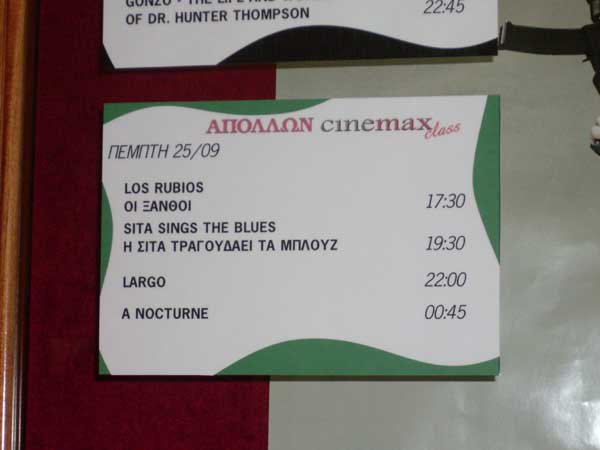 OF DR. HUNTER THOMPSON 22:45
ΑΠΟΛΛΩΝ cinemax class
ΠΕΜΠΤΗ 25/09
LOS RUBIOS
ΟΙ ΞΑΝΘΟΙ 17:30
SITA SINGS THE BLUES
Η ΣΙΤΑ ΤΡΑΓΟΥΔΑΕΙ ΤΑ ΜΠΛΟΥΖ 19:30
LARGO 22:00
A NOCTURNE 00:45